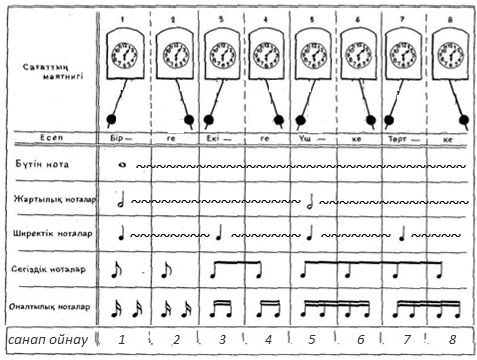 1 2 3 4 5 6 7 8
Сағаттың
маятнигі
Есеп Бір — ге Екі — ге Үш — ке Төрт — ке
Бүтін нота
Жартылық ноталар
Ширектік ноталар
Сегіздік ноталар
Оналтылық ноталар
санап ойнау 1 2 3 4 5 6 7 8